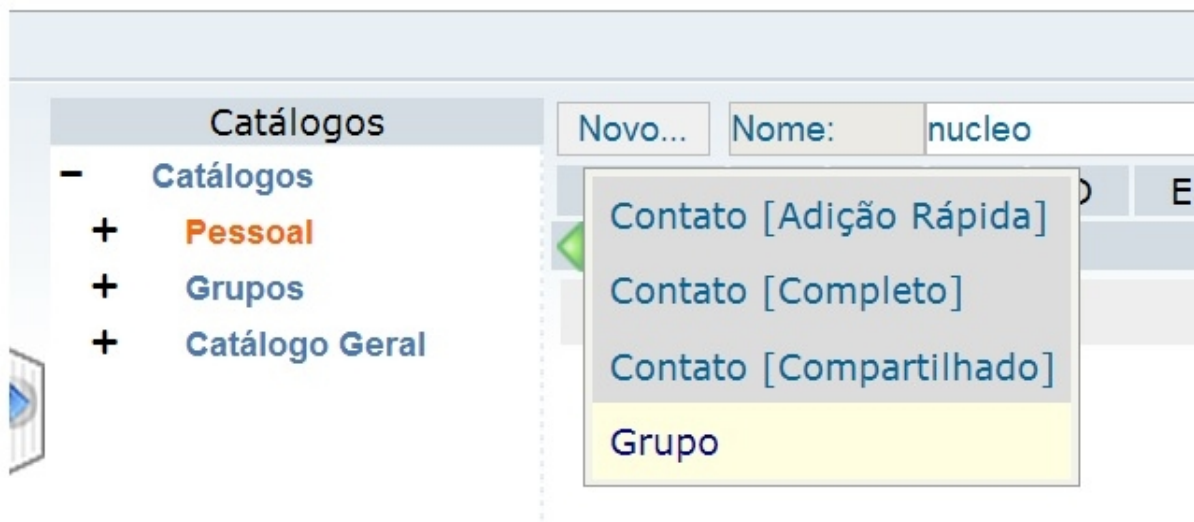 Catálogos
Novo... Nome: nucleo
− Catálogos
+ Pessoal
+ Grupos
+ Catálogo Geral
E
Contato [Adição Rápida]
Contato [Completo]
Contato [Compartilhado]
Grupo